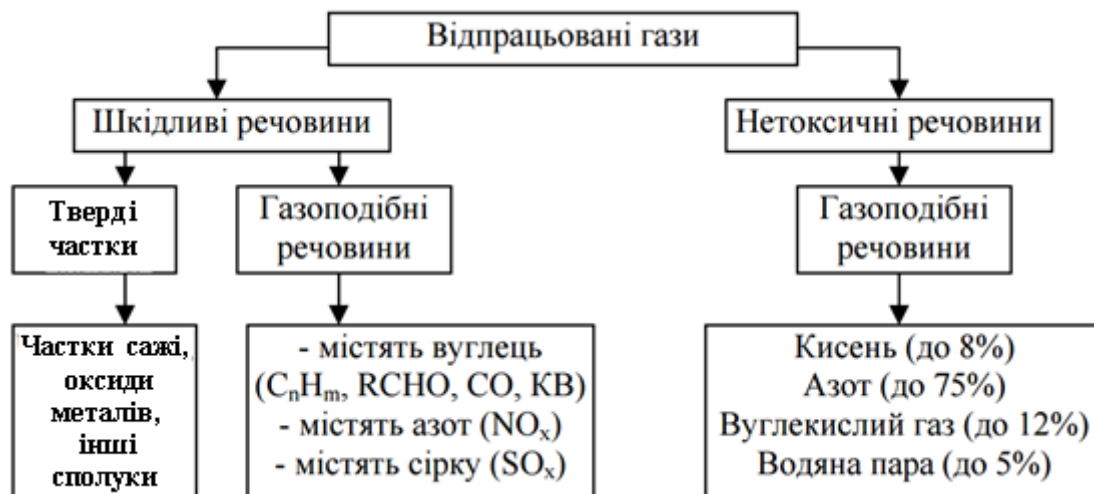 Відпрацьовані гази
Шкідливі речовини
Нетоксичні речовини
Тверді
частки
Газоподібні
речовини
Газоподібні
речовини
Частки сажі,
оксиди
металів,
інші
сполуки
- містять вуглець
(CnHm, RCHO, CO, КВ)
- містять азот (NOx)
- містять сірку (SOx)
Кисень (до 8%)
Азот (до 75%)
Вуглекислий газ (до 12%)
Водяна пара (до 5%)